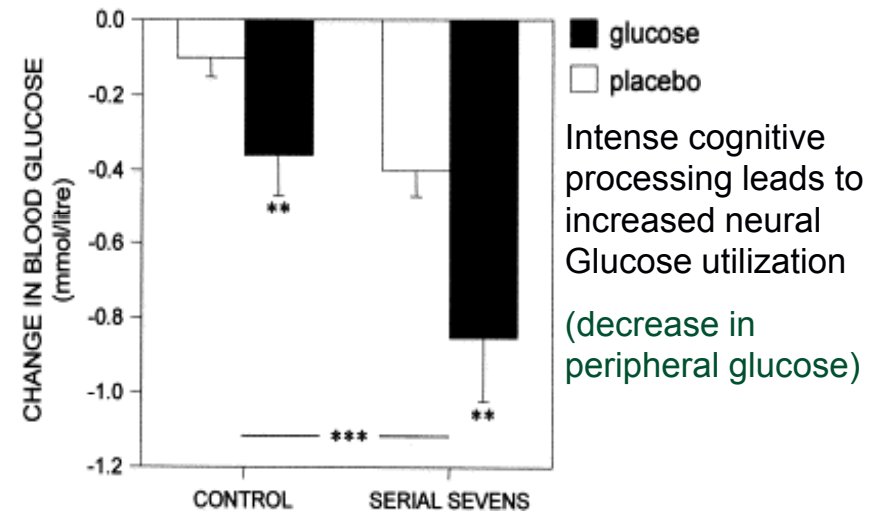 CHANGE IN BLOOD GLUCOSE
(mmol/litre)
0.0
-0.2
-0.4
-0.6
-0.8
-1.0
-1.2
**
**
***
CONTROL
SERIAL SEVENS
glucose
placebo
Intense cognitive
processing leads to
increased neural
Glucose utilization
(decrease in
peripheral glucose)